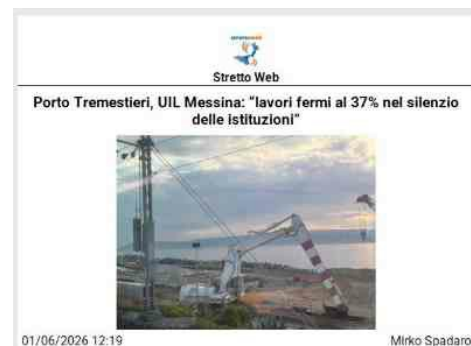 Stretto Web
Porto Tremestieri, UIL Messina: “lavori fermi al 37% nel silenzio
delle istituzioni”
01/06/2026 12:19
Mirko Spadaro